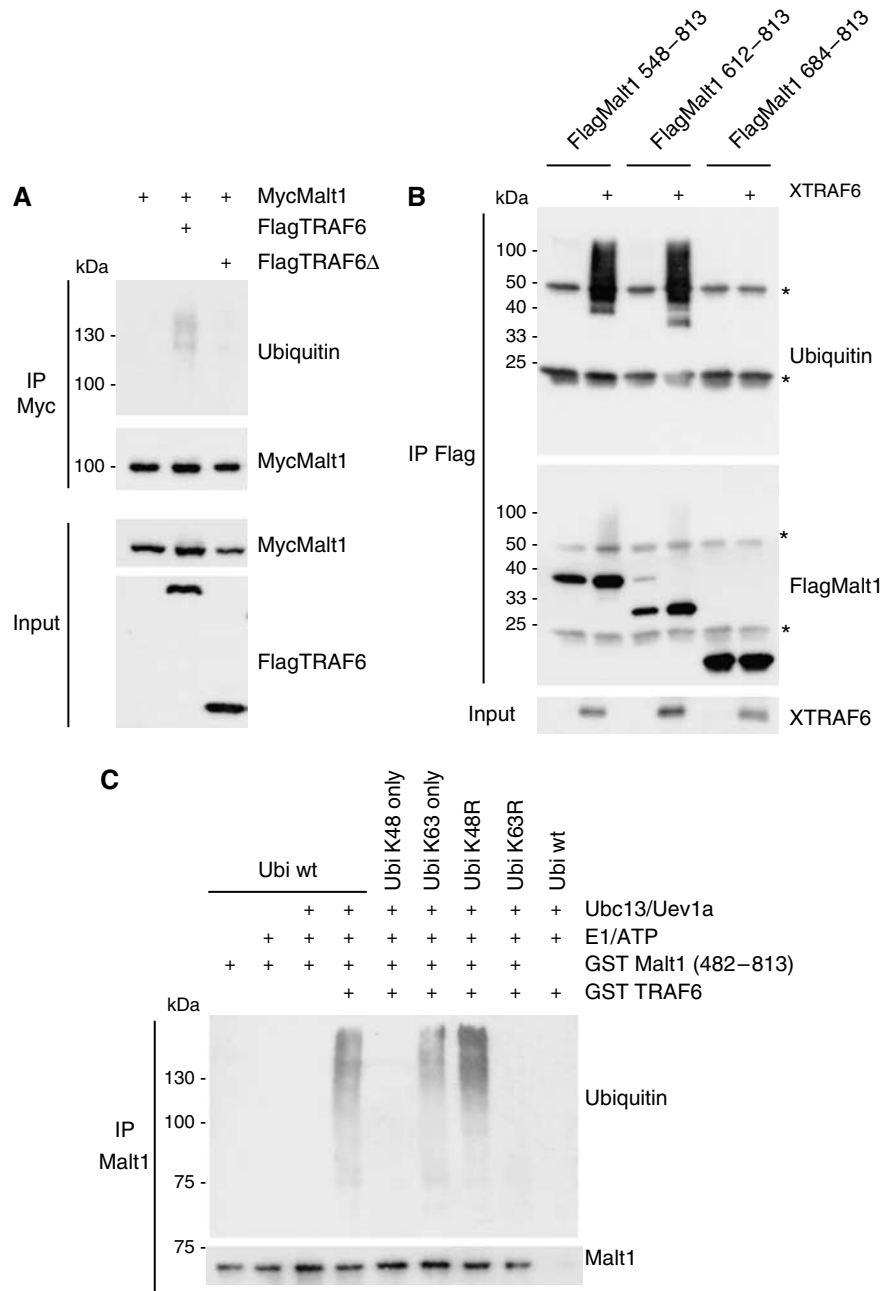 A
+ + + MycMalt1
+ FlagTRAF6
+ FlagTRAF6Δ
kDa
130 -
100 -
Ubiquitin
IP
Myc
100 -
MycMalt1
MycMalt1
Input
FlagTRAF6
B
FlagMalt1 548–813
FlagMalt1 612–813
FlagMalt1 684–813
kDa
+ + + XTRAF6
100 -
50 -
40 -
33 -
25 -
*
Ubiquitin
*
IP Flag
100 -
50 -
40 -
33 -
25 -
*
FlagMalt1
*
Input
XTRAF6
C
Ubi wt
Ubi K48 only
Ubi K63 only
Ubi K48R
Ubi K63R
Ubi wt
+ + + + + + + Ubc13/Uev1a
+ + + + + + + + E1/ATP
+ + + + + + + + GST Malt1 (482–813)
+ + + + + + GST TRAF6
kDa
130 -
100 -
75 -
Ubiquitin
IP
Malt1
75 -
Malt1